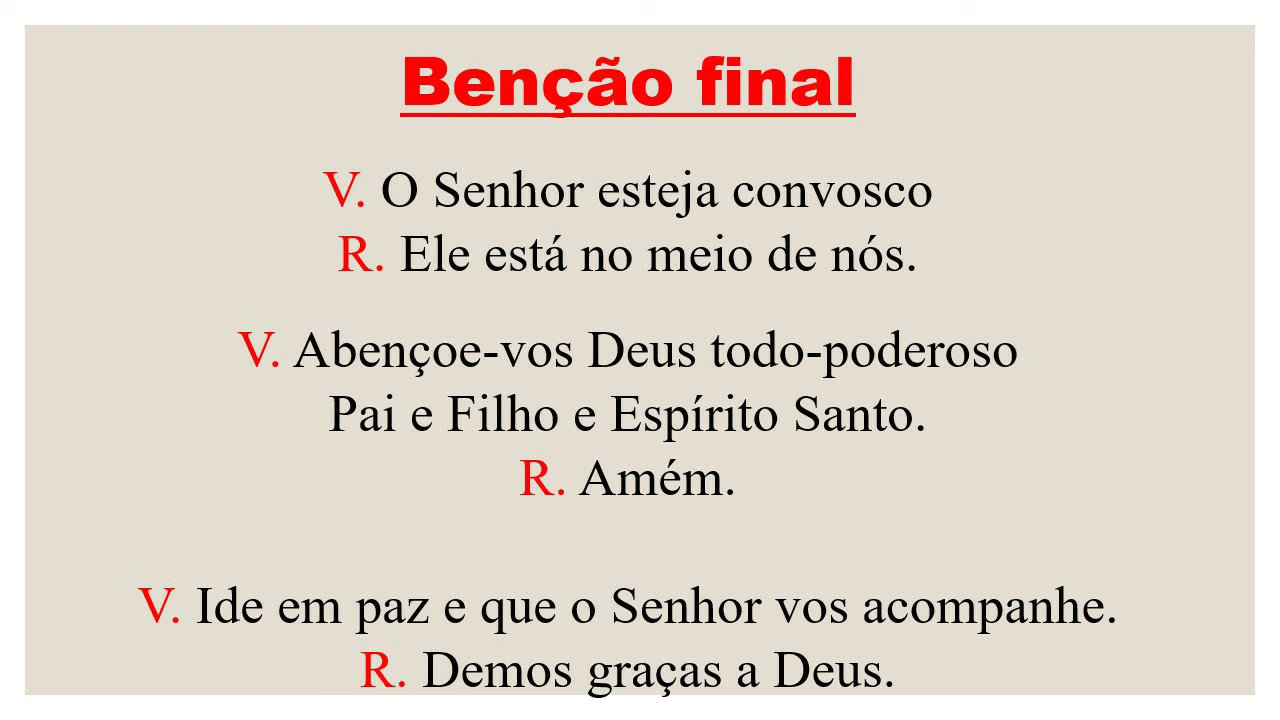 Benção final
V. O Senhor esteja convosco
R. Ele está no meio de nós.
V. Abençoe-vos Deus todo-poderoso
Pai e Filho e Espírito Santo.
R. Amém.
V. Ide em paz e que o Senhor vos acompanhe.
R. Demos graças a Deus.